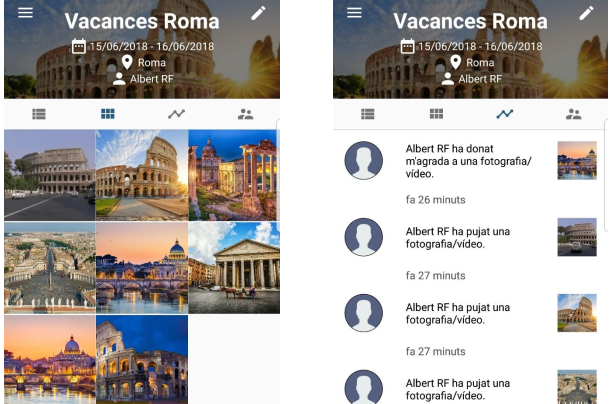 Vacances Roma
15/06/2018 - 16/06/2018
Roma
Albert RF
Vacances Roma
15/06/2018 - 16/06/2018
Roma
Albert RF
Albert RF ha donat
m'agrada a una fotografia/
vídeo.
fa 26 minuts
Albert RF ha pujat una
fotografia/vídeo.
fa 27 minuts
Albert RF ha pujat una
fotografia/vídeo.
fa 27 minuts
Albert RF ha pujat una
fotografia/vídeo.